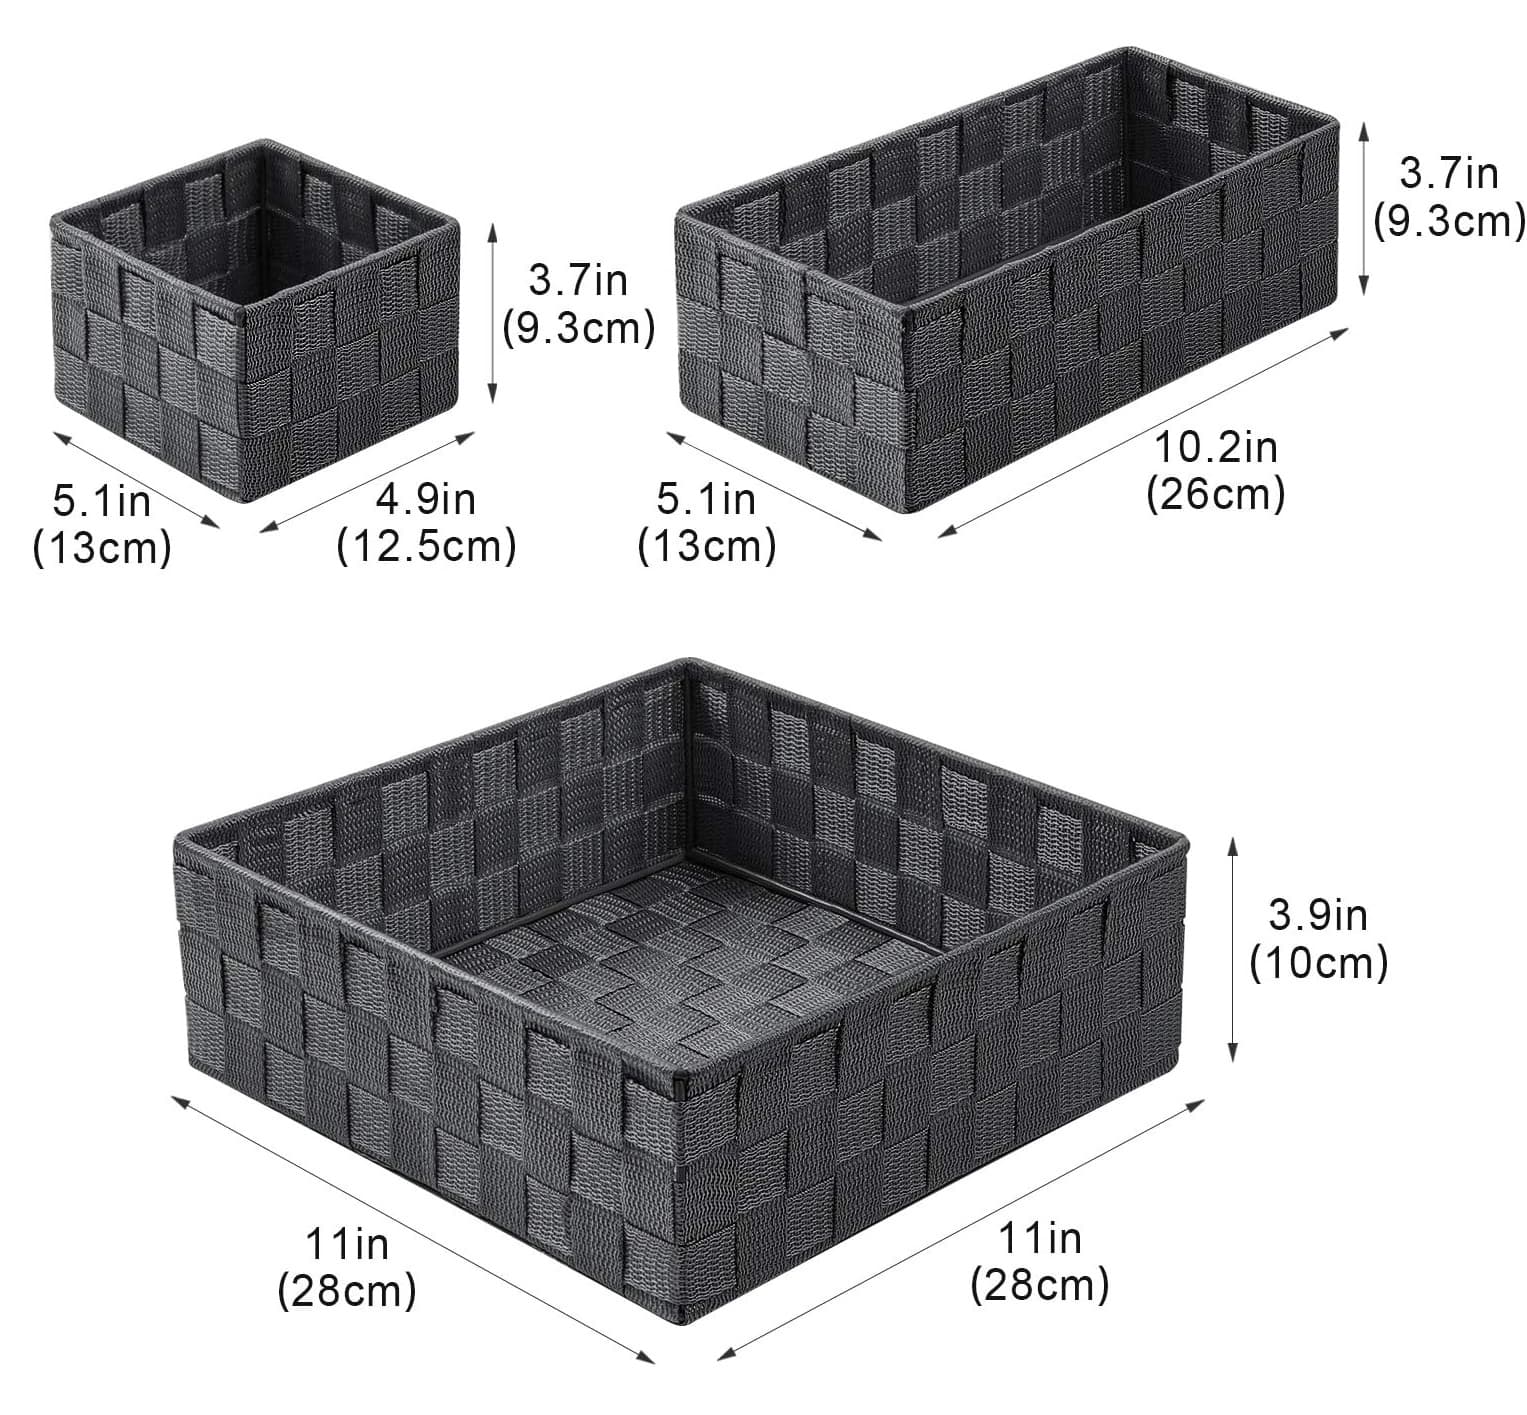 3.7in
(9.3cm)
5.1in
(13cm)
4.9in
(12.5cm)
3.7in
(9.3cm)
5.1in
(13cm)
10.2in
(26cm)
3.9in
(10cm)
11in
(28cm)
11in
(28cm)